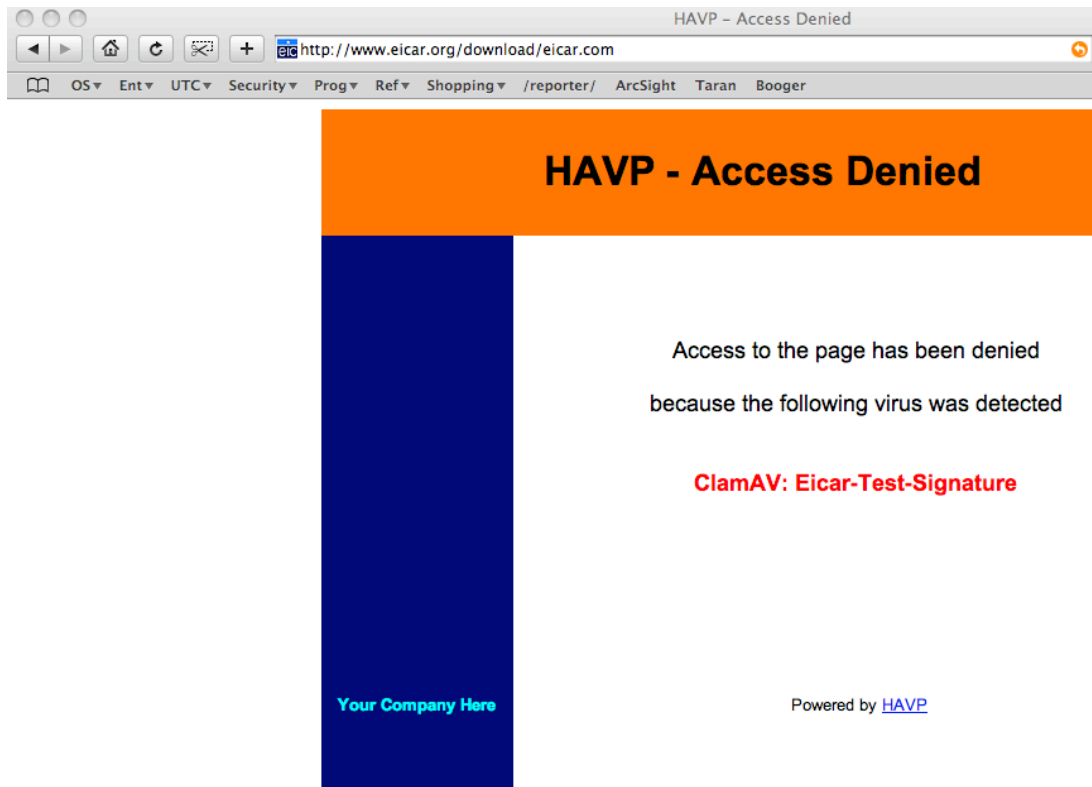 HAVP – Access Denied
eic http://www.eicar.org/download/eicar.com
OS Ent UTC Security Prog Ref Shopping /reporter/ ArcSight Taran Booger
HAVP - Access Denied
Access to the page has been denied
because the following virus was detected
ClamAV: Eicar-Test-Signature
Your Company Here
Powered by HAVP